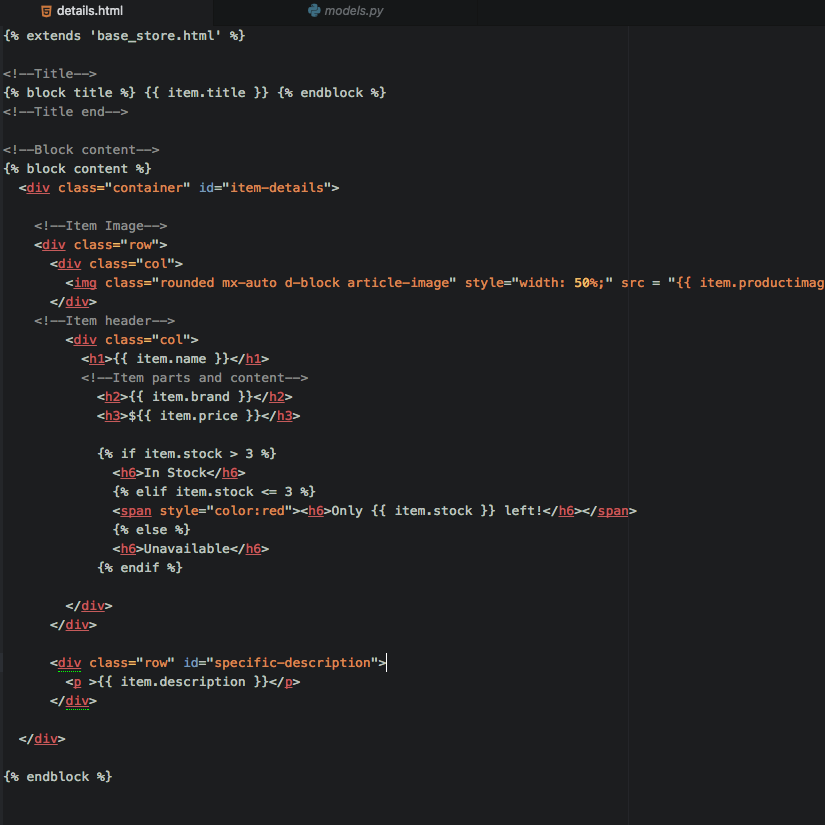 details.html
models.py
{% extends 'base_store.html' %}
<!--Title-->
{% block title %} {{ item.title }} {% endblock %}
<!--Title end-->
<!--Block content-->
{% block content %}
<div class="container" id="item-details">
<!--Item Image-->
<div class="row">
<div class="col">
<img class="rounded mx-auto d-block article-image" style="width: 50%;" src = "{{ item.productimag
</div>
<!--Item header-->
<div class="col">
<h1>{{ item.name }}</h1>
<!--Item parts and content-->
<h2>{{ item.brand }}</h2>
<h3>${{ item.price }}</h3>
{% if item.stock > 3 %}
<h6>In Stock</h6>
{% elif item.stock <= 3 %}
<span style="color:red"><h6>Only {{ item.stock }} left!</h6></span>
{% else %}
<h6>Unavailable</h6>
{% endif %}
</div>
</div>
<div class="row" id="specific-description">
<p >{{ item.description }}</p>
</div>
</div>
{% endblock %}